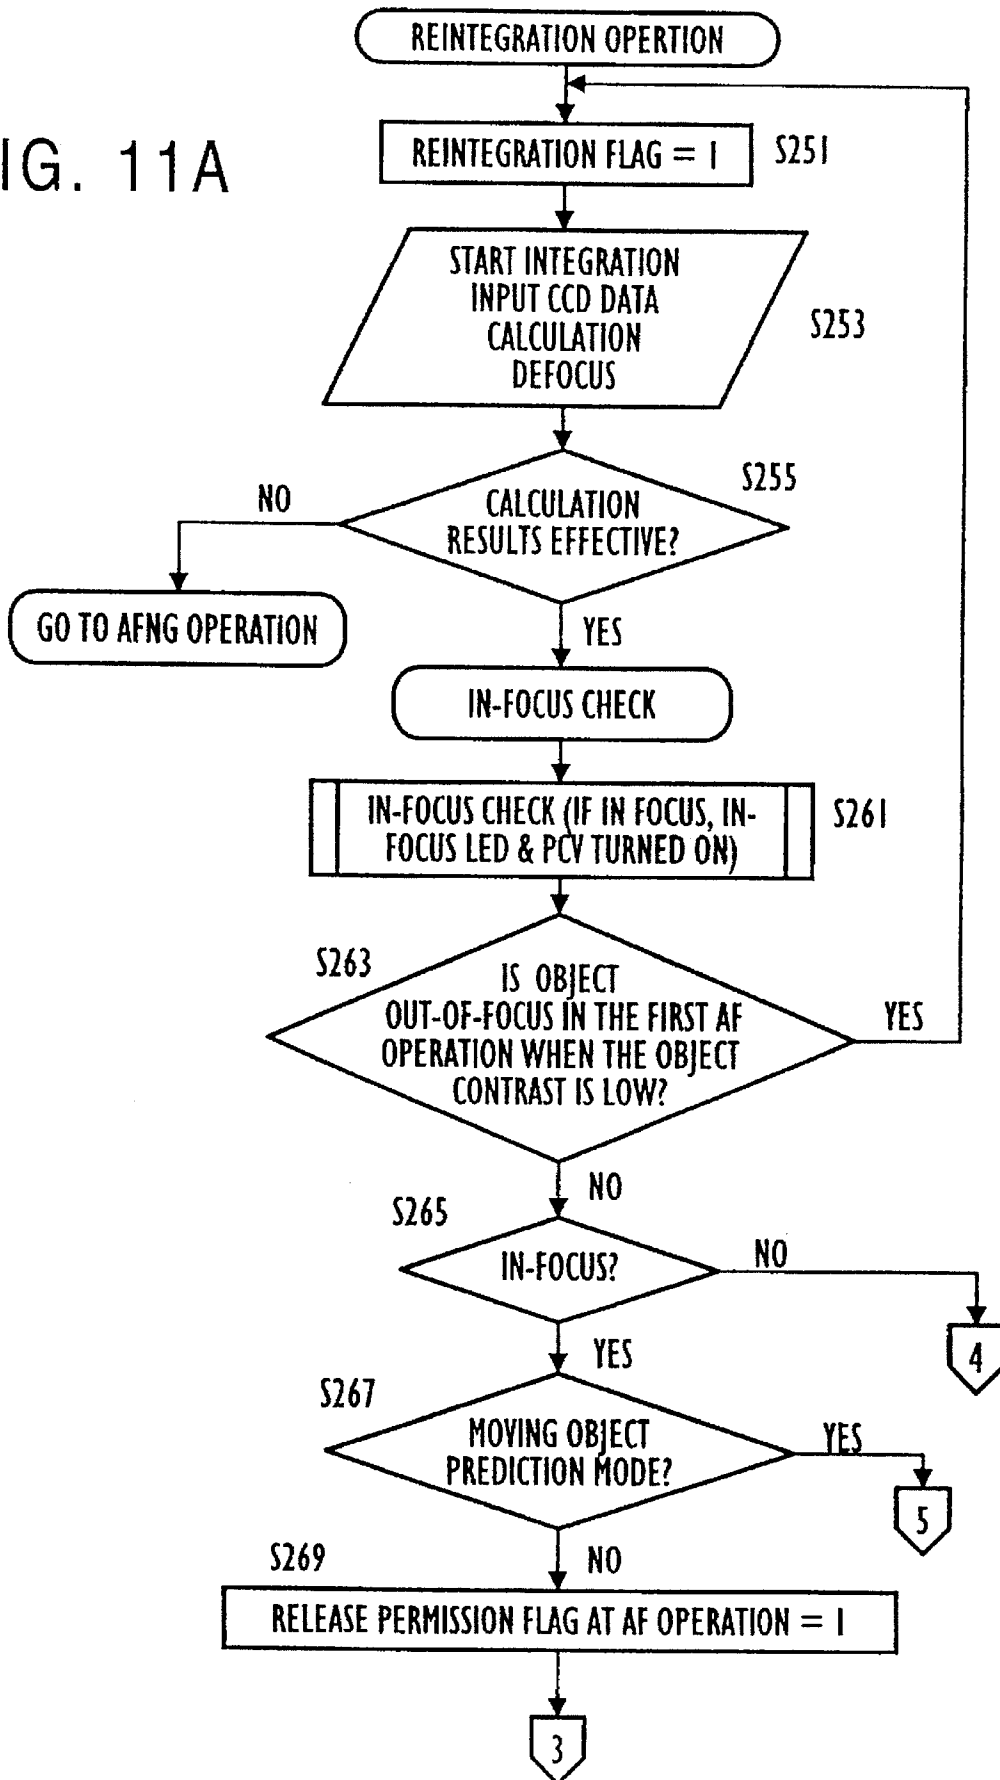 REINTEGRATION OPERTION
IG. 11A
REINTEGRATION FLAG = 1
S251
START INTEGRATION
INPUT CCD DATA
CALCULATION
DEFOCUS
S253
S255
NO
CALCULATION
RESULTS EFFECTIVE?
GO TO AFNG OPERATION
YES
IN-FOCUS CHECK
IN-FOCUS CHECK (IF IN FOCUS, IN-
FOCUS LED & PCV TURNED ON)
S261
S263
IS OBJECT
OUT-OF-FOCUS IN THE FIRST AF
OPERATION WHEN THE OBJECT
CONTRAST IS LOW?
YES
NO
S265
IN-FOCUS?
NO
4
YES
S267
MOVING OBJECT
PREDICTION MODE?
YES
5
NO
S269
RELEASE PERMISSION FLAG AT AF OPERATION = 1
3